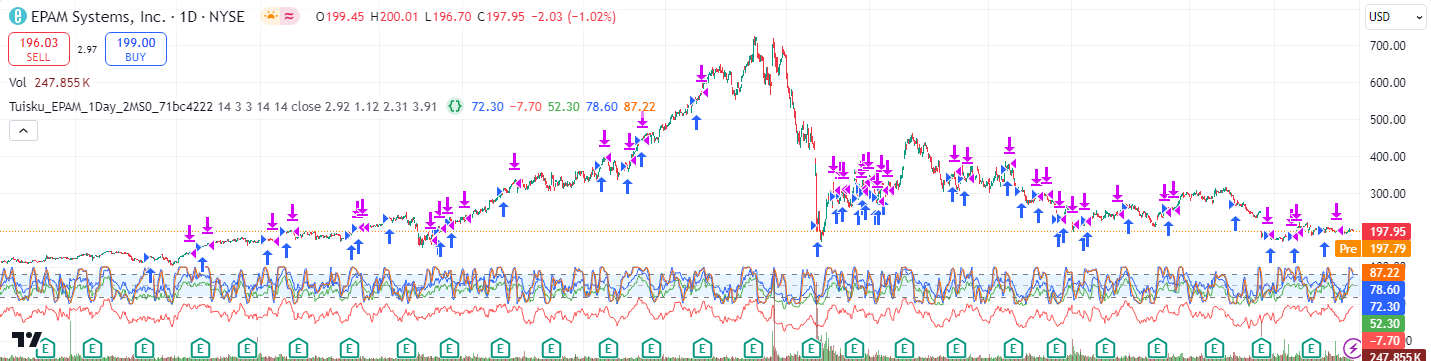 EPAM Systems, Inc. · 1D · NYSE O199.45 H200.01 L196.70 C197.95 −2.03 (−1.02%)
USD
196.03 SELL 2.97 199.00 BUY
Vol 247.855K
Tuisku_EPAM_1Day_2MS0_71bc4222 14 3 3 14 14 close 2.92 1.12 2.31 3.91 72.30 −7.70 52.30 78.60 87.22
700.00
600.00
500.00
400.00
300.00
197.95
Pre 197.79
87.22
78.60
72.30
52.30
−7.70
247.855K
E E E E E E E E E E E E E E E E E E E E E E E E E